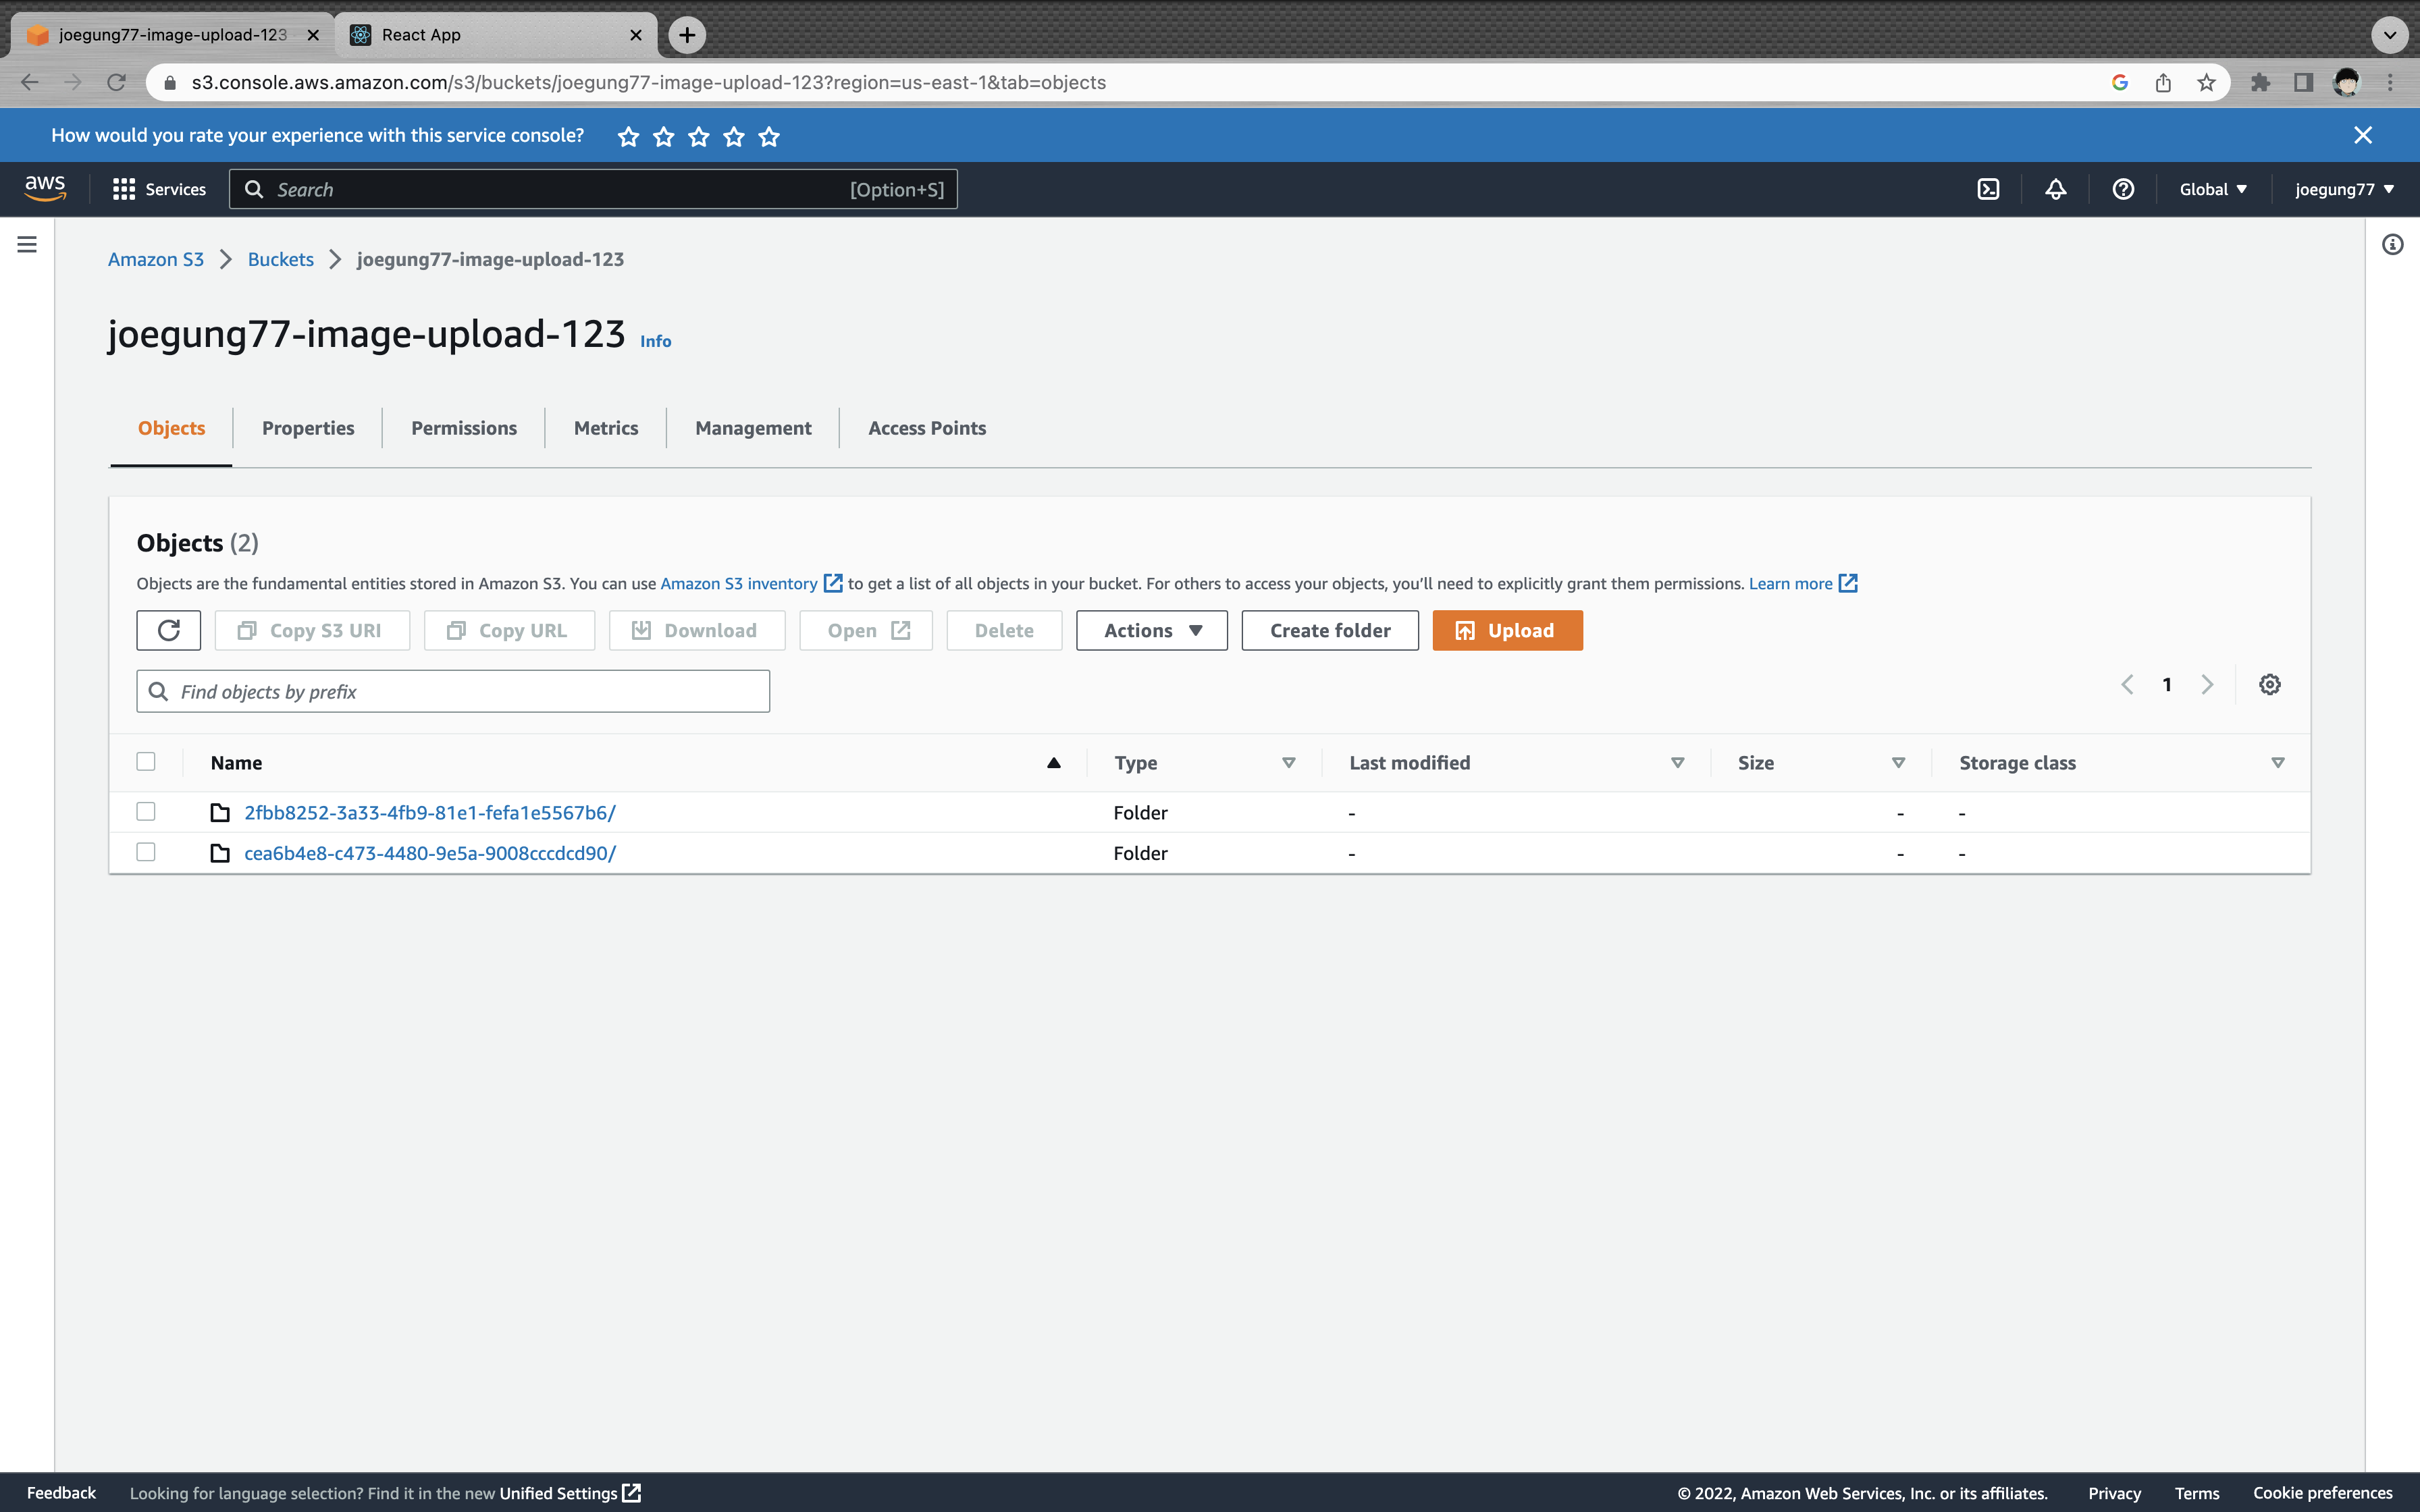 joegung77-image-upload-123
React App
s3.console.aws.amazon.com/s3/buckets/joegung77-image-upload-123?region=us-east-1&tab=objects
How would you rate your experience with this service console?
aws
Services
Search
[Option+S]
Global
joegung77
Amazon S3
Buckets
joegung77-image-upload-123
joegung77-image-upload-123 Info
Objects
Properties
Permissions
Metrics
Management
Access Points
Objects (2)
Objects are the fundamental entities stored in Amazon S3. You can use Amazon S3 inventory to get a list of all objects in your bucket. For others to access your objects, you’ll need to explicitly grant them permissions. Learn more
Copy S3 URI
Copy URL
Download
Open
Delete
Actions
Create folder
Upload
Find objects by prefix
1
Name
Type
Last modified
Size
Storage class
2fbb8252-3a33-4fb9-81e1-fefa1e5567b6/ Folder - - -
cea6b4e8-c473-4480-9e5a-9008cccdcd90/ Folder - - -
Feedback
Looking for language selection? Find it in the new Unified Settings
© 2022, Amazon Web Services, Inc. or its affiliates.
Privacy
Terms
Cookie preferences